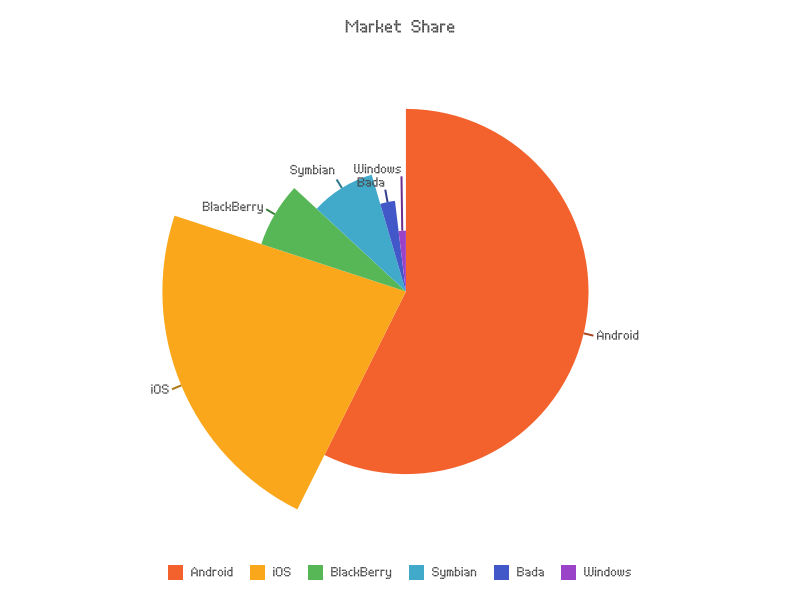 Market Share
Windows
Symbian
Bada
BlackBerry
Android
iOS
Android iOS BlackBerry Symbian Bada Windows